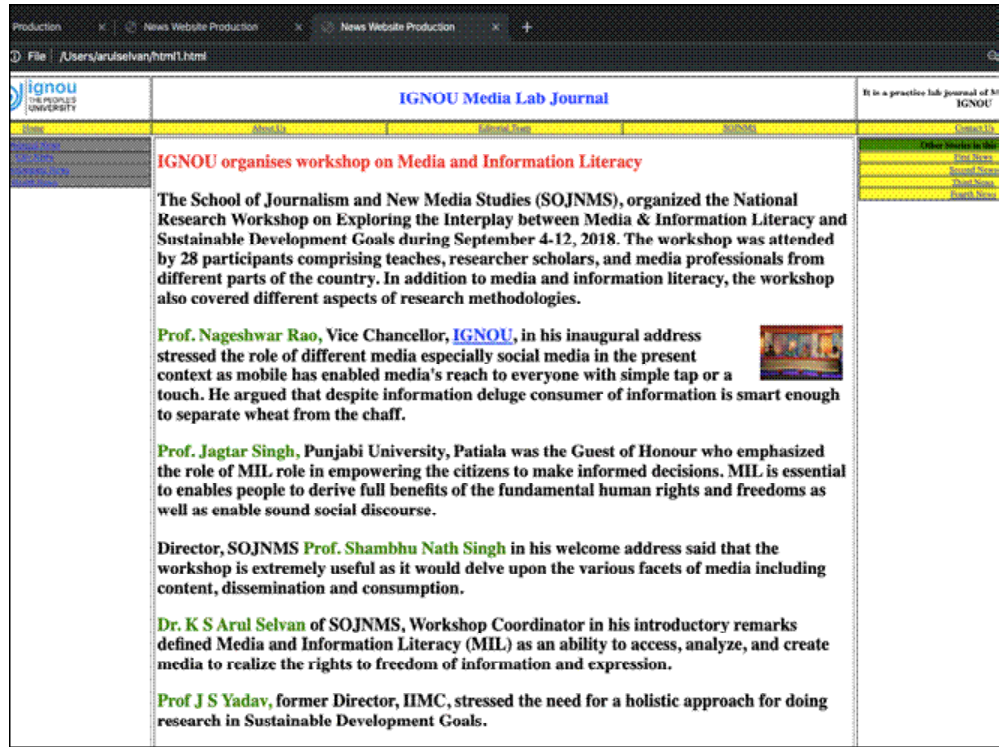 Production
News Website Production
News Website Production
File
/Users/arulselvan/html1.html
ignou
THE PEOPLE'S
UNIVERSITY
IGNOU Media Lab Journal
It is a practice lab journal of
IGNOU
Home
About Us
Editorial Team
SOJNMS
Contact Us
Other Stories in this
First News
Second News
Third News
Fourth News
IGNOU organises workshop on Media and Information Literacy
The School of Journalism and New Media Studies (SOJNMS), organized the National
Research Workshop on Exploring the Interplay between Media & Information Literacy and
Sustainable Development Goals during September 4-12, 2018. The workshop was attended
by 28 participants comprising teaches, researcher scholars, and media professionals from
different parts of the country. In addition to media and information literacy, the workshop
also covered different aspects of research methodologies.
Prof. Nageshwar Rao, Vice Chancellor, IGNOU, in his inaugural address
stressed the role of different media especially social media in the present
context as mobile has enabled media's reach to everyone with simple tap or a
touch. He argued that despite information deluge consumer of information is smart enough
to separate wheat from the chaff.
Prof. Jagtar Singh, Punjabi University, Patiala was the Guest of Honour who emphasized
the role of MIL role in empowering the citizens to make informed decisions. MIL is essential
to enables people to derive full benefits of the fundamental human rights and freedoms as
well as enable sound social discourse.
Director, SOJNMS Prof. Shambhu Nath Singh in his welcome address said that the
workshop is extremely useful as it would delve upon the various facets of media including
content, dissemination and consumption.
Dr. K S Arul Selvan of SOJNMS, Workshop Coordinator in his introductory remarks
defined Media and Information Literacy (MIL) as an ability to access, analyze, and create
media to realize the rights to freedom of information and expression.
Prof J S Yadav, former Director, IIMC, stressed the need for a holistic approach for doing
research in Sustainable Development Goals.